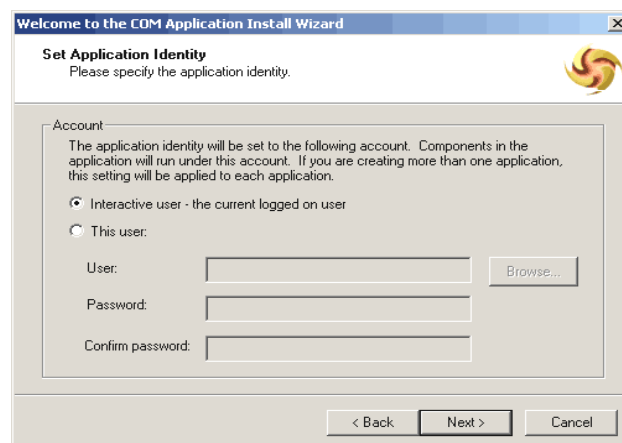 Welcome to the COM Application Install Wizard
Set Application Identity
Please specify the application identity.
Account
The application identity will be set to the following account. Components in the
application will run under this account. If you are creating more than one application,
this setting will be applied to each application.
Interactive user - the current logged on user
This user:
User:
Browse...
Password:
Confirm password:
< Back
Next >
Cancel